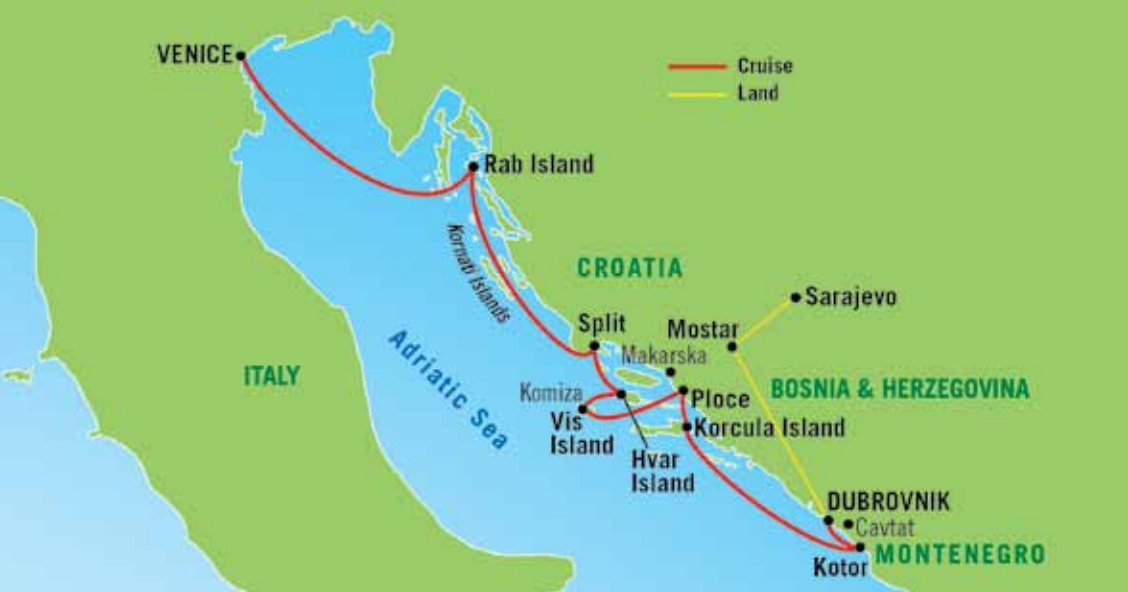 VENICE
Cruise
Land
Rab Island
Kornati Islands
CROATIA
Sarajevo
Split
Mostar
Makarska
Adriatic Sea
ITALY
BOSNIA & HERZEGOVINA
Komiza
Ploce
Vis
Island
Korcula Island
Hvar
Island
DUBROVNIK
Cavtat
MONTENEGRO
Kotor